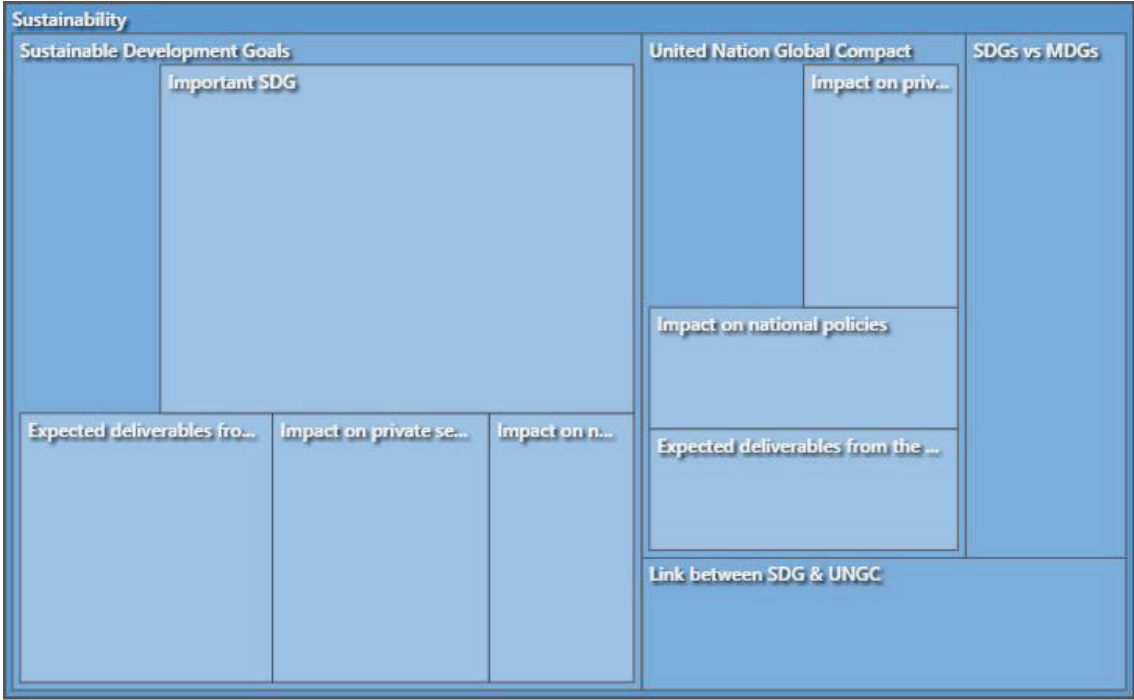 Sustainability
Sustainable Development Goals
Important SDG
Expected deliverables fro...
Impact on private se...
Impact on n...
United Nation Global Compact
Impact on priv...
Impact on national policies
Expected deliverables from the ...
SDGs vs MDGs
Link between SDG & UNGC